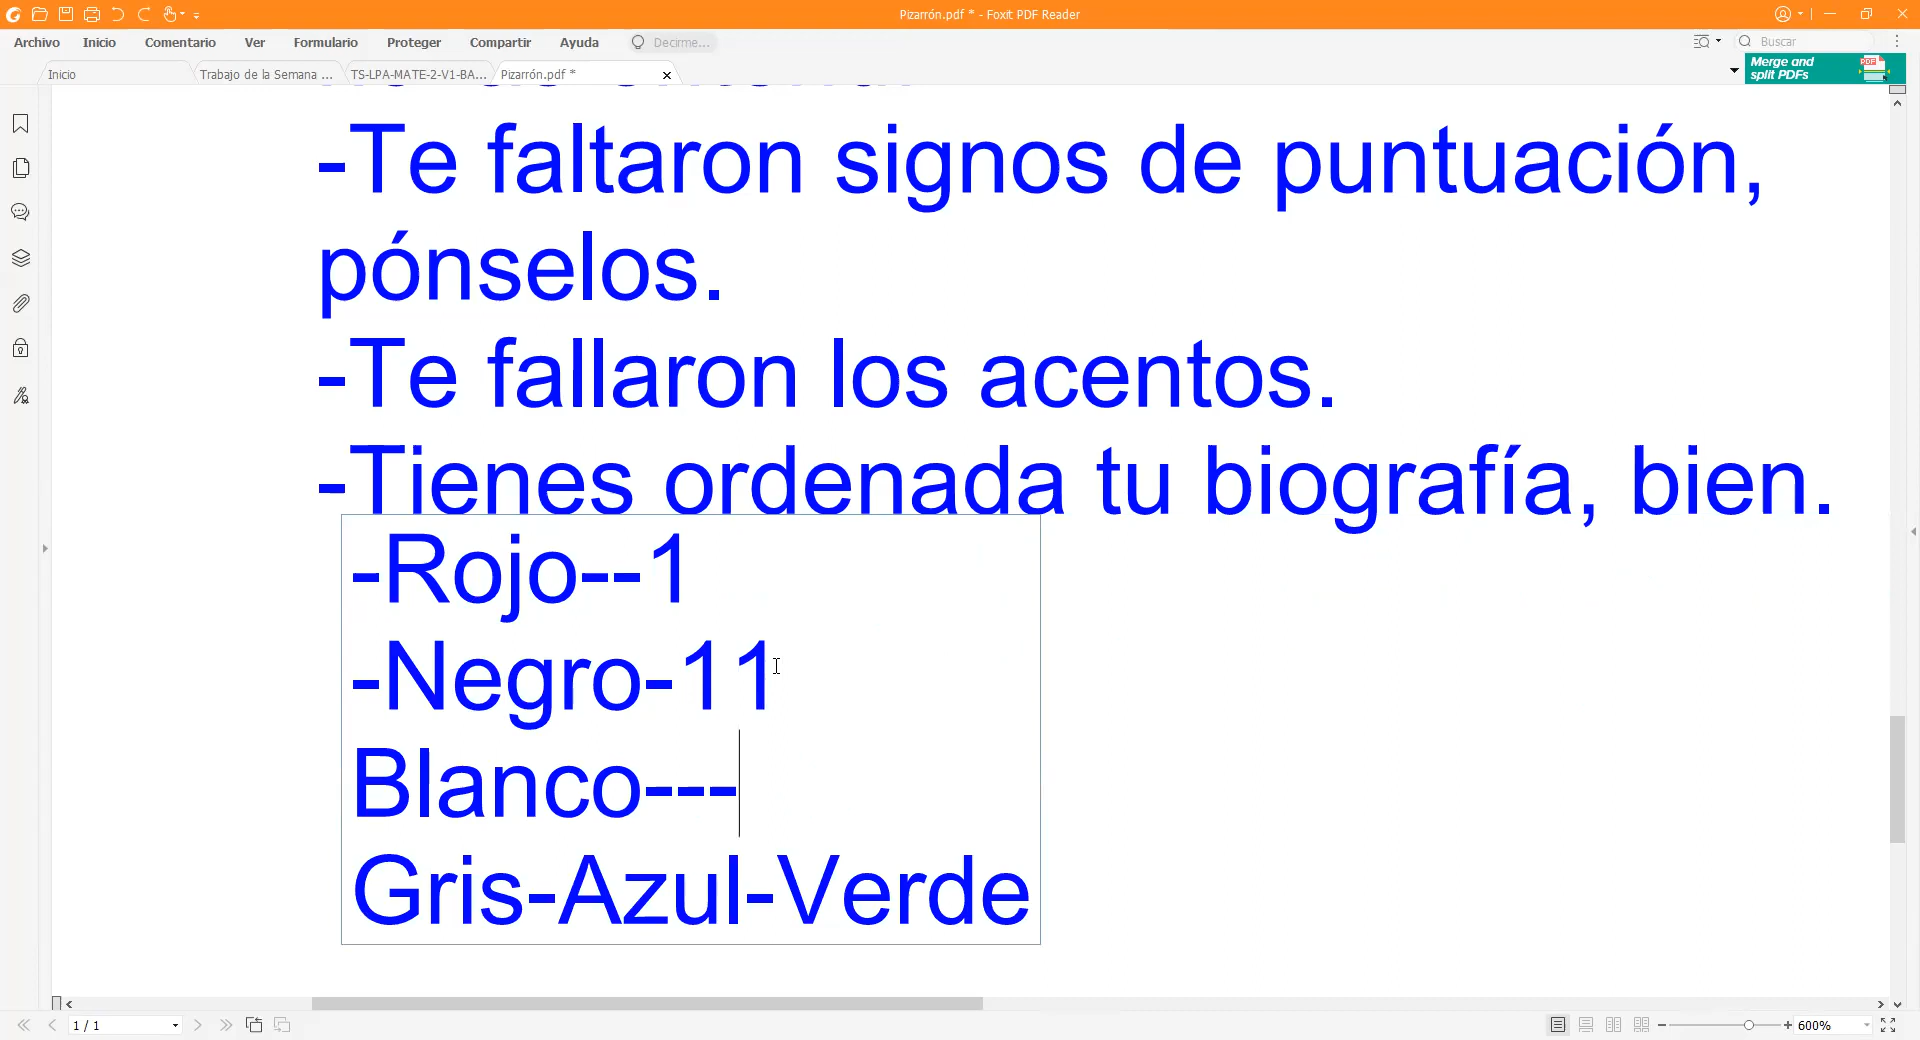 Pizarrón.pdf * - Foxit PDF Reader
Archivo Inicio Comentario Ver Formulario Proteger Compartir Ayuda Decirme... Buscar
Inicio Trabajo de la Semana ... TS-LPA-MATE-2-V1-BA... Pizarrón.pdf * Merge and split PDFs PDF
-Te faltaron signos de puntuación,
pónselos.
-Te fallaron los acentos.
-Tienes ordenada tu biografía, bien.
-Rojo--1
-Negro-11
Blanco---
Gris-Azul-Verde
1 / 1 600%